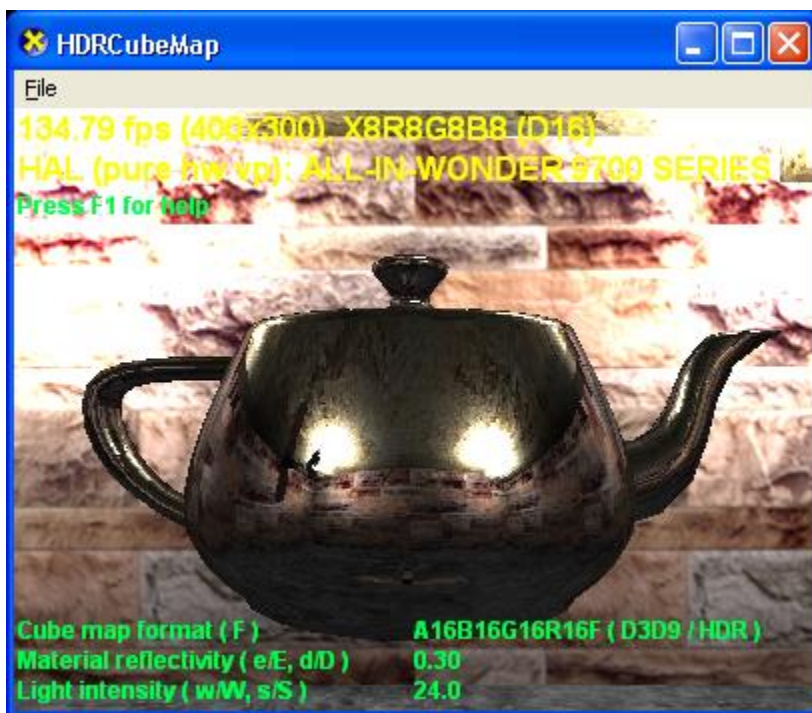 HDRCubeMap
File
134.79 fps (400x300), X8R8G8B8 (D16)
HAL (pure hw vp): ALL-IN-WONDER 9700 SERIES
Press F1 for help
Cube map format ( F ) A16B16G16R16F ( D3D9 / HDR )
Material reflectivity ( e/E, d/D ) 0.30
Light intensity ( w/W, s/S ) 24.0